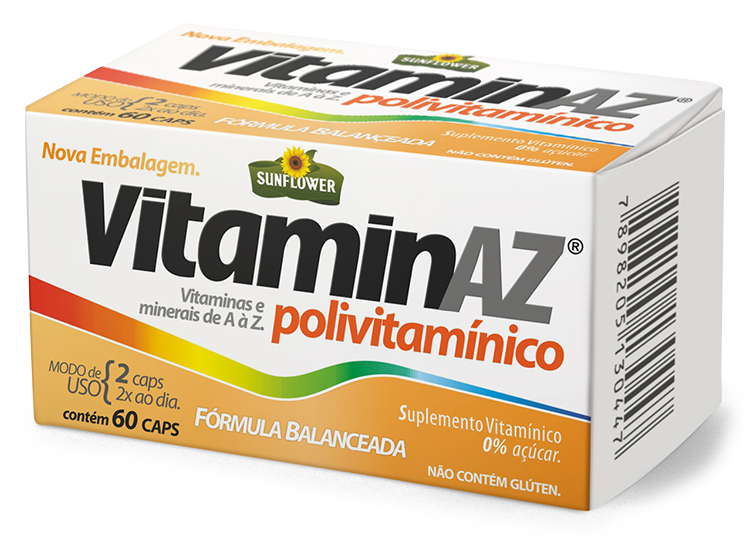 Nova Embalagem.
SUNFLOWER
VitaminAZ®
Vitaminas e
minerais de A à Z.
polivitamínico
MODO DE
USO { 2 caps
2x ao dia.
contém 60 CAPS
FÓRMULA BALANCEADA
Suplemento Vitamínico
0% açúcar.
NÃO CONTÉM GLÚTEN.
Nova Embalagem.
SUNFLOWER
VitaminAZ®
Vitaminas e
minerais de A à Z.
polivitamínico
MODO de
USO { 2 caps
2x ao dia.
contém 60 CAPS
FÓRMULA BALANCEADA
Suplemento Vitamínico
0% açúcar.
NÃO CONTÉM GLÚTEN.
7898205130447